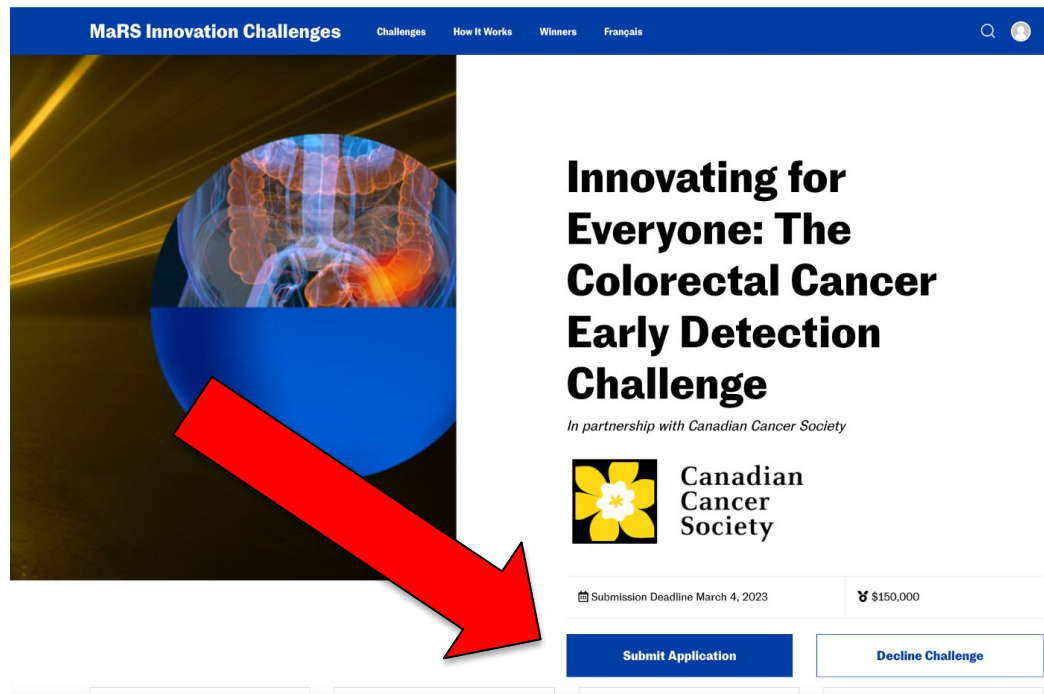 MaRS Innovation Challenges
Challenges
How It Works
Winners
Français
Innovating for
Everyone: The
Colorectal Cancer
Early Detection
Challenge
In partnership with Canadian Cancer Society
Canadian
Cancer
Society
Submission Deadline March 4, 2023
$150,000
Submit Application
Decline Challenge